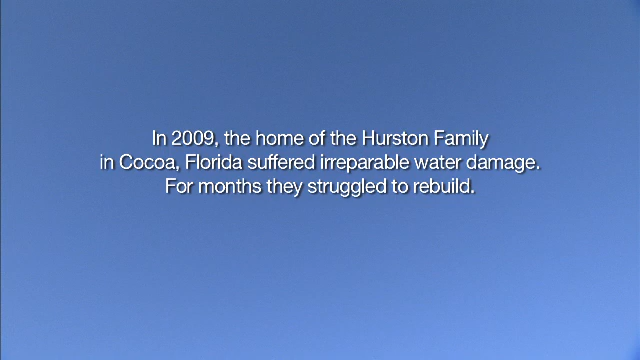 In 2009, the home of the Hurston Family
in Cocoa, Florida suffered irreparable water damage.
For months they struggled to rebuild.